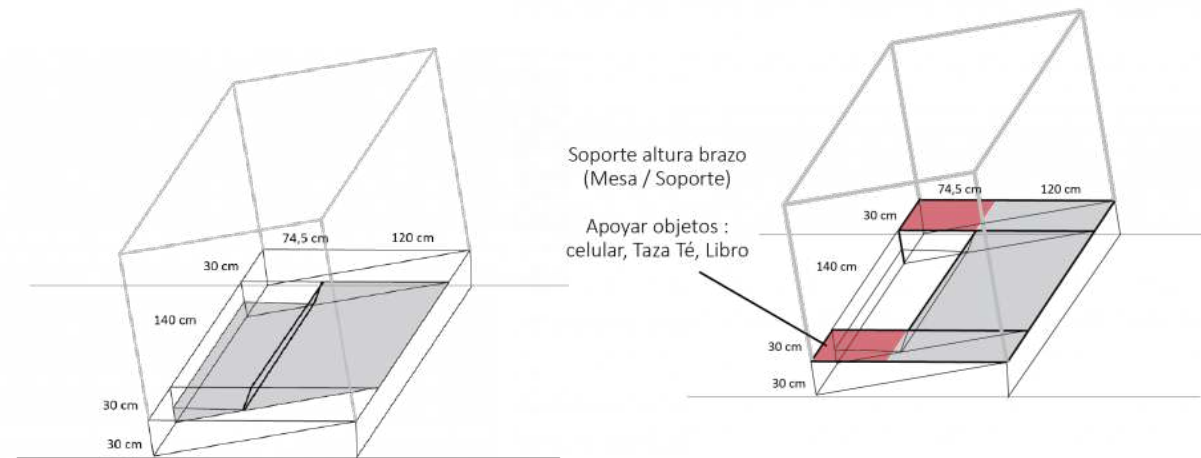 74,5 cm
120 cm
30 cm
140 cm
30 cm
30 cm
Soporte altura brazo
(Mesa / Soporte)
Apoyar objetos :
celular, Taza Té, Libro
74,5 cm
120 cm
30 cm
140 cm
30 cm
30 cm